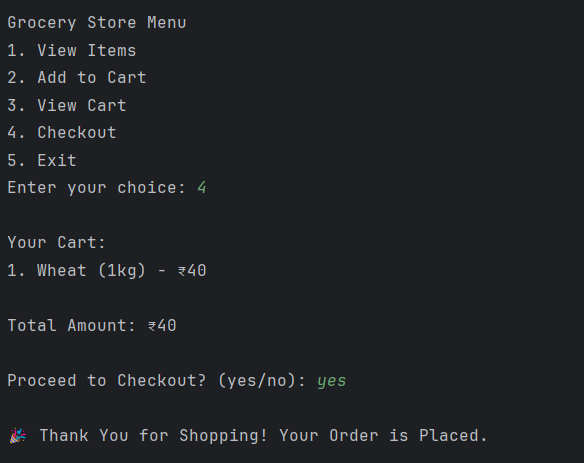 Grocery Store Menu
1. View Items
2. Add to Cart
3. View Cart
4. Checkout
5. Exit
Enter your choice: 4
Your Cart:
1. Wheat (1kg) - ₹40
Total Amount: ₹40
Proceed to Checkout? (yes/no): yes
🎉 Thank You for Shopping! Your Order is Placed.